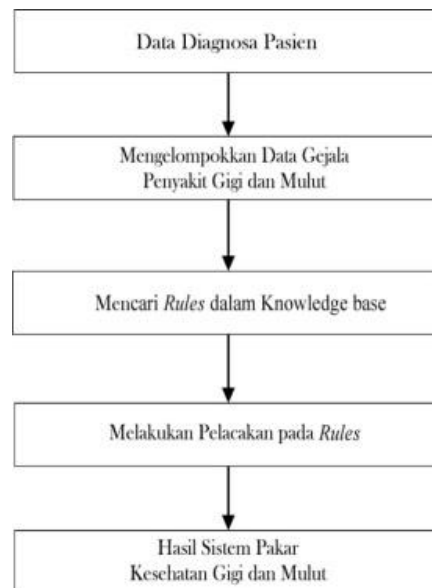 Data Diagnosa Pasien
Mengelompokkan Data Gejala
Penyakit Gigi dan Mulut
Mencari Rules dalam Knowledge base
Melakukan Pelacakan pada Rules
Hasil Sistem Pakar
Kesehatan Gigi dan Mulut